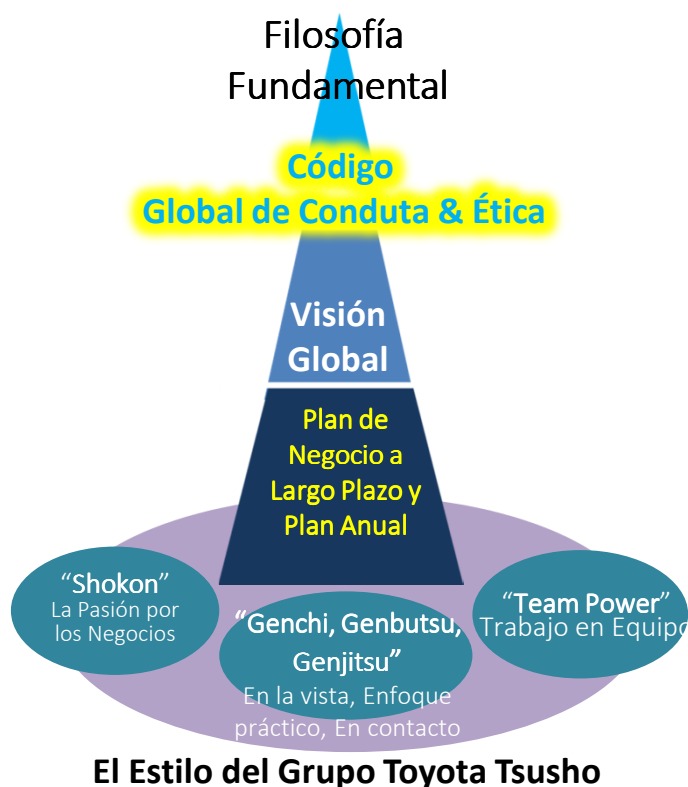 Filosofía
Fundamental
Código
Global de Conduta & Ética
Visión
Global
Plan de
Negocio a
Largo Plazo y
Plan Anual
“Shokon”
La Pasión por
los Negocios
“Genchi, Genbutsu,
Genjitsu”
En la vista, Enfoque
práctico, En contacto
“Team Power”
Trabajo en Equipo
El Estilo del Grupo Toyota Tsusho